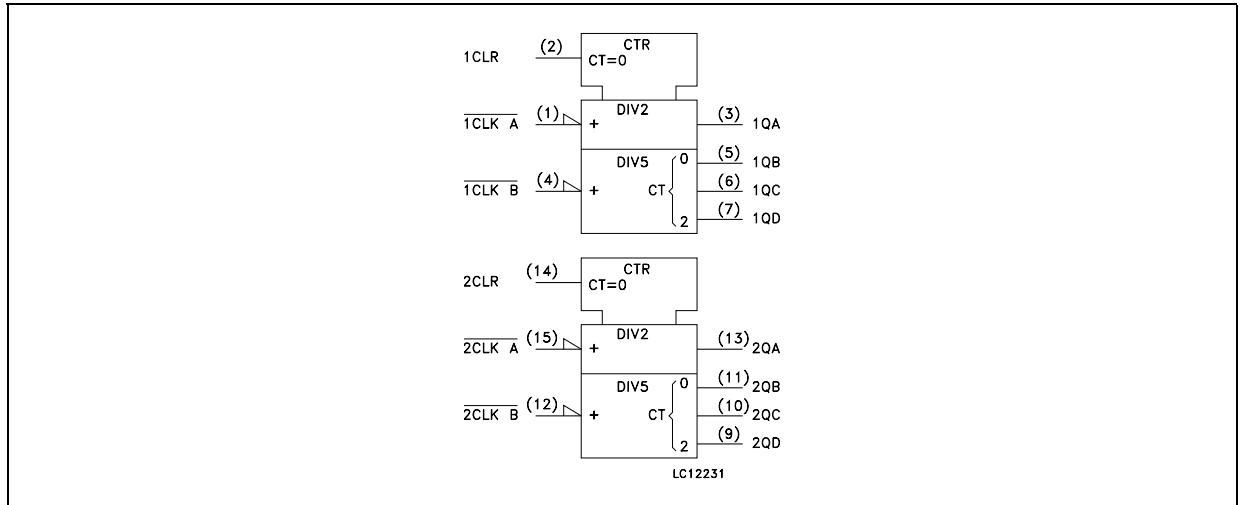 CTR
1CLR (2) CT=0
DIV2
1CLK A (1) + (3) 1QA
DIV5 0 (5) 1QB
1CLK B (4) + CT (6) 1QC
2 (7) 1QD
CTR
2CLR (14) CT=0
DIV2
2CLK A (15) + (13) 2QA
DIV5 0 (11) 2QB
2CLK B (12) + CT (10) 2QC
2 (9) 2QD
LC12231